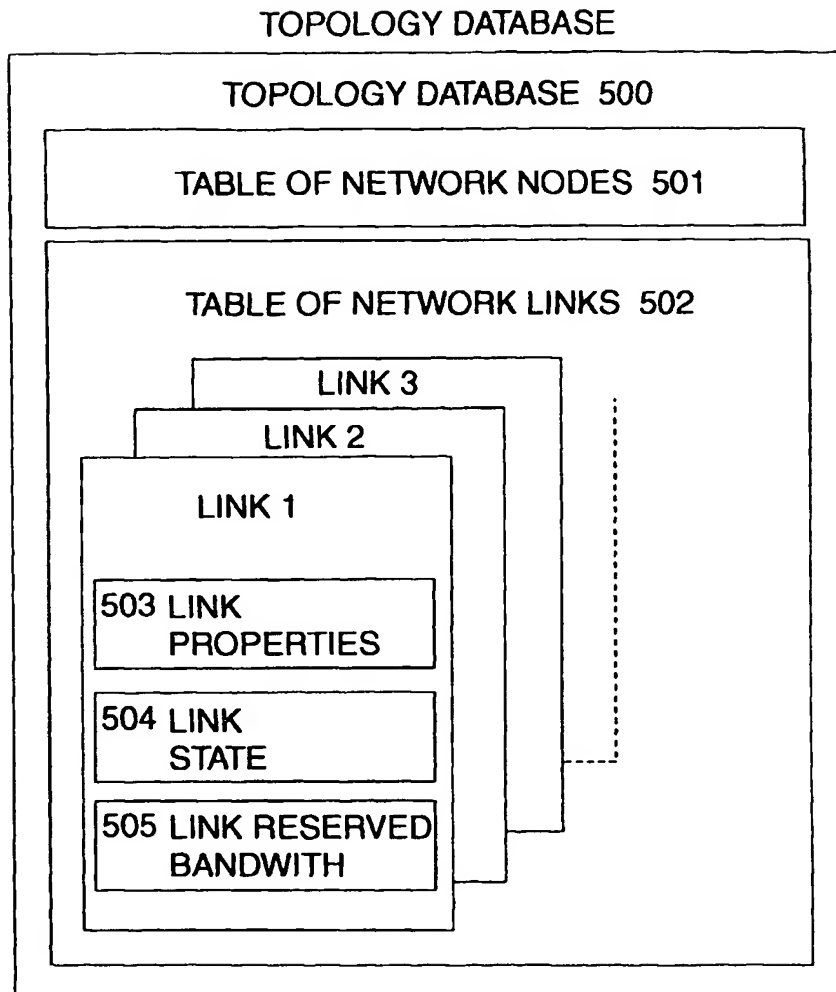 TOPOLOGY DATABASE
TOPOLOGY DATABASE 500
TABLE OF NETWORK NODES 501
TABLE OF NETWORK LINKS 502
LINK 3
LINK 2
LINK 1
503 LINK
PROPERTIES
504 LINK
STATE
505 LINK RESERVED
BANDWITH